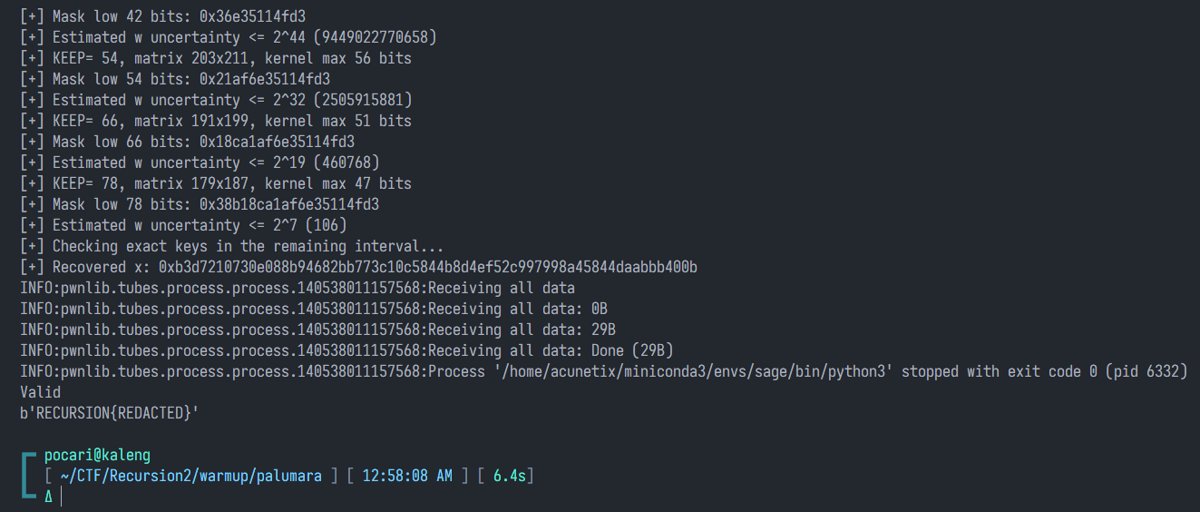 [+] Mask low 42 bits: 0x36e35114fd3
[+] Estimated w uncertainty <= 2^44 (9449022770658)
[+] KEEP= 54, matrix 203x211, kernel max 56 bits
[+] Mask low 54 bits: 0x21af6e35114fd3
[+] Estimated w uncertainty <= 2^32 (2505915881)
[+] KEEP= 66, matrix 191x199, kernel max 51 bits
[+] Mask low 66 bits: 0x18ca1af6e35114fd3
[+] Estimated w uncertainty <= 2^19 (460768)
[+] KEEP= 78, matrix 179x187, kernel max 47 bits
[+] Mask low 78 bits: 0x38b18ca1af6e35114fd3
[+] Estimated w uncertainty <= 2^7 (106)
[+] Checking exact keys in the remaining interval...
[+] Recovered x: 0xb3d7210730e088b94682bb773c10c5844b8d4ef52c997998a45844daabbb400b
INFO:pwnlib.tubes.process.process.140538011157568:Receiving all data
INFO:pwnlib.tubes.process.process.140538011157568:Receiving all data: 0B
INFO:pwnlib.tubes.process.process.140538011157568:Receiving all data: 29B
INFO:pwnlib.tubes.process.process.140538011157568:Receiving all data: Done (29B)
INFO:pwnlib.tubes.process.process.140538011157568:Process '/home/acunetix/miniconda3/envs/sage/bin/python3' stopped with exit code 0 (pid 6332)
Valid
b'RECURSION{REDACTED}'
pocari@kaleng
[ ~/CTF/Recursion2/warmup/palumara ] [ 12:58:08 AM ] [ 6.4s]
Δ